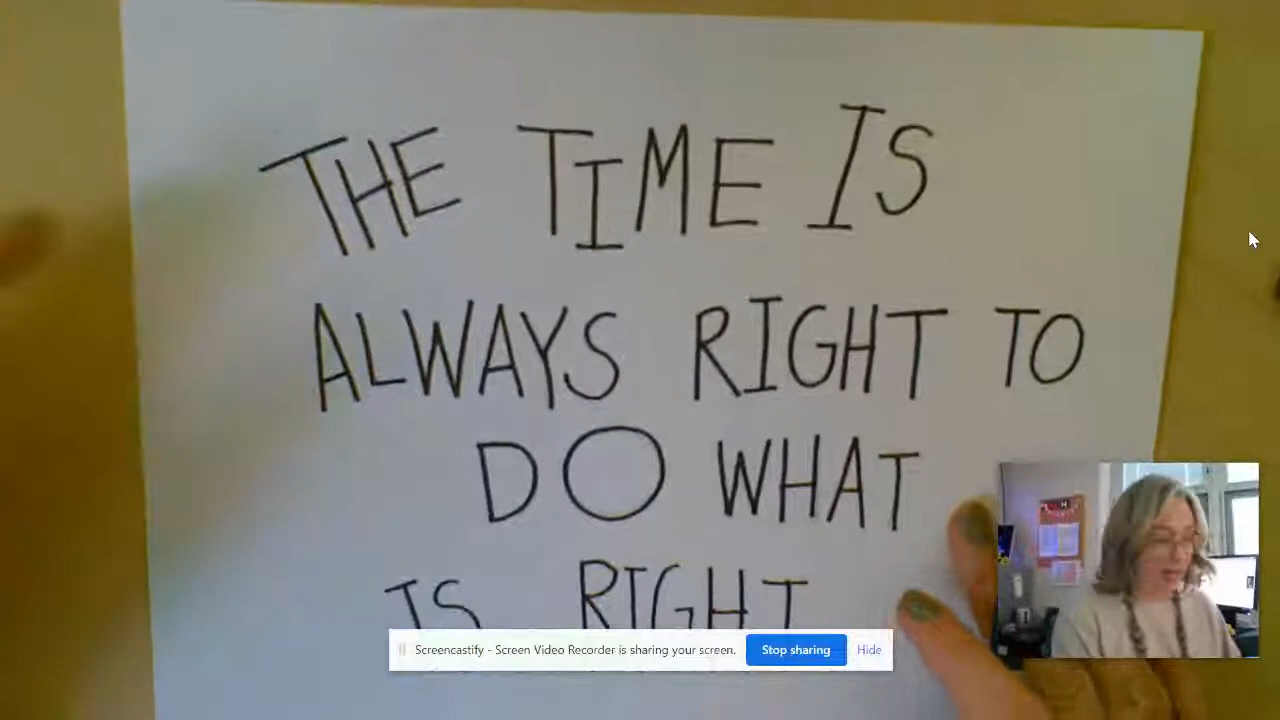 THE TIME IS
ALWAYS RIGHT TO
DO WHAT
IS RIGHT
Screencastify - Screen Video Recorder is sharing your screen. Stop sharing Hide